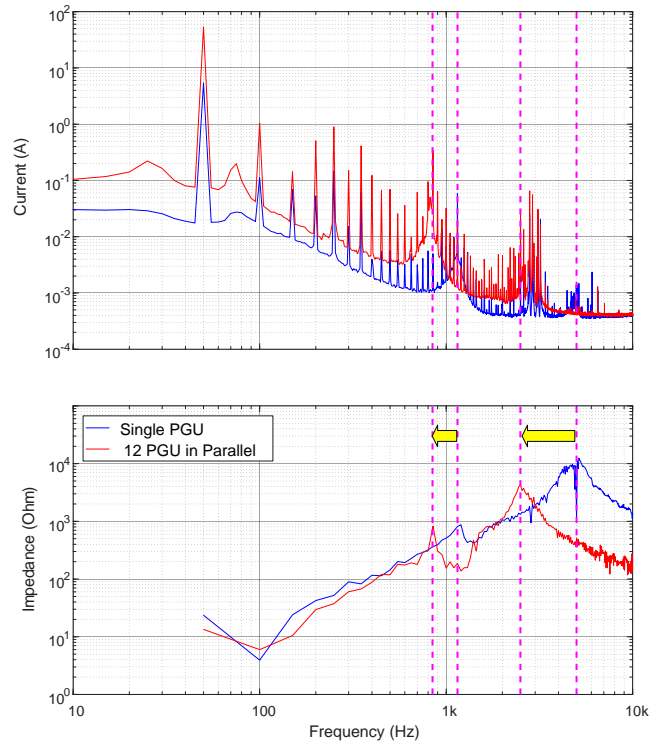 10^2
10^1
10^0
10^-1
10^-2
10^-3
10^-4
Current (A)
Single PGU
12 PGU in Parallel
10^4
10^3
10^2
10^1
10^0
Impedance (Ohm)
10 100 1k 10k
Frequency (Hz)